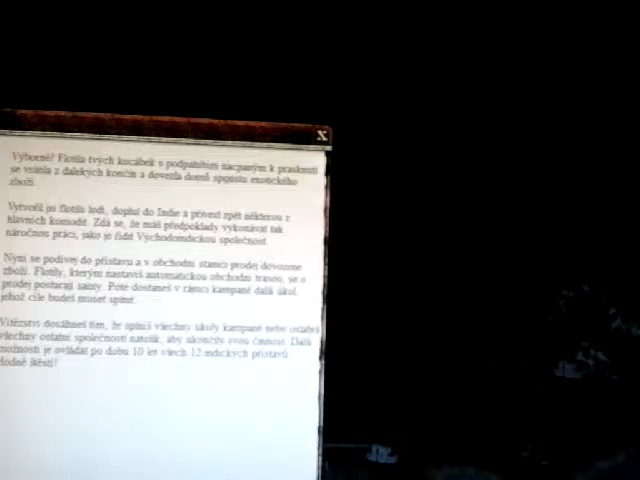 X
Výborně! Flotila tvých kocábek s podpalubím nacpaným k prasknutí
se vrátila z dalekých končin a dovezla domů spoustu exotického
zboží.
Vytvořil jsi flotilu lodí, doplul do Indie a přivezl zpět některou z
hlavních komodit. Zdá se, že máš předpoklady vykonávat tak
náročnou práci, jako je řídit Východoindickou společnost.
Nyní se podívej do přístavu a v obchodní stanici prodej dovezené
zboží. Flotily, kterým nastavíš automatickou obchodní trasou, se o
prodej postarají samy. Poté dostaneš v rámci kampaně další úkol,
jehož cíle budeš muset splnit.
Vítězství dosáhneš tím, že splníš všechny úkoly kampaně nebo
všechny ostatní společnosti natolik, aby ukončily svou činnost. Další
možností je ovládat po dobu 10 let všech 12 indických přístavů.
Hodně štěstí!